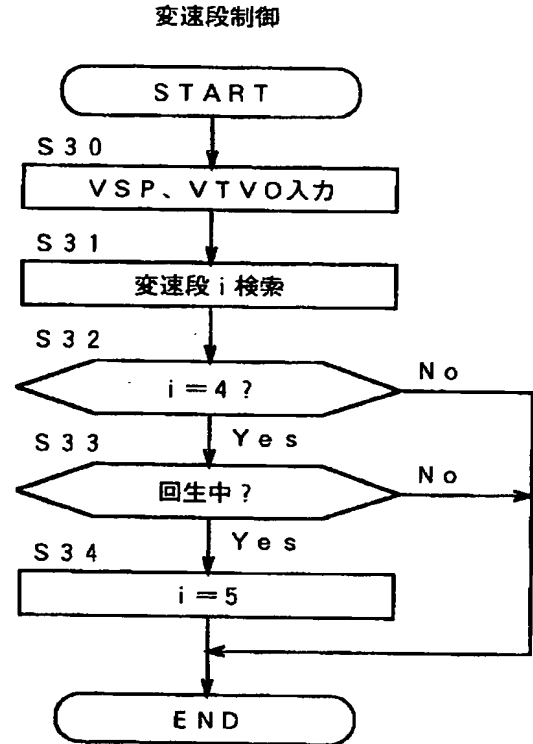 変速段制御
START
S30
VSP、VTVO入力
S31
変速段i検索
S32
i=4?
No
Yes
S33
回生中?
No
Yes
S34
i=5
END